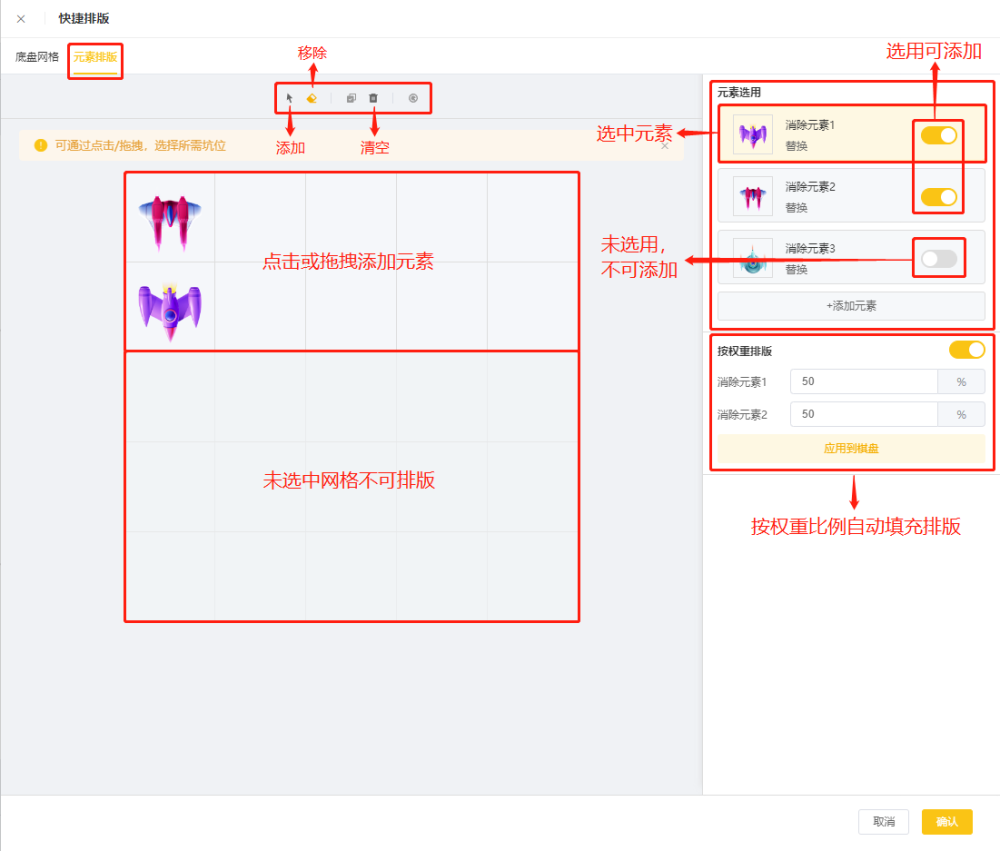 快捷排版
移除
选用可添加
底盘网格
元素排版
元素选用
添加
清空
选中元素
消除元素1
替换
可通过点击/拖拽，选择所需坑位
消除元素2
替换
未选用，
不可添加
消除元素3
替换
点击或拖拽添加元素
+添加元素
按权重排版
消除元素1
50
%
消除元素2
50
%
应用到棋盘
未选中网格不可排版
按权重比例自动填充排版
取消
确认